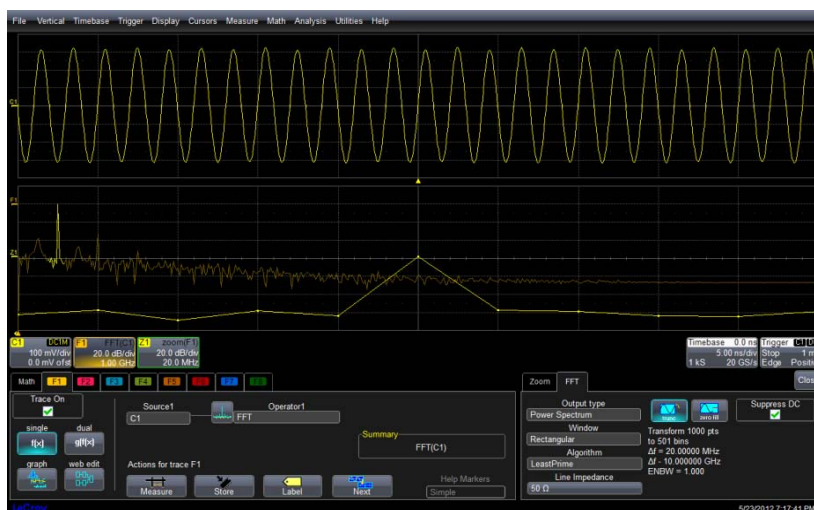 File Vertical Timebase Trigger Display Cursors Measure Math Analysis Utilities Help
C1
F1
Z1
C1 DC1M
100 mV/div
0.0 mV ofst
F1 FFT(C1)
20.0 dB/div
1.00 GHz
Z1 zoom(F1)
20.0 dB/div
20.0 MHz
Timebase 0.0 ns
5.00 ns/div
1 kS 20 GS/s
Trigger C1
Stop 1 m
Edge Positi
Math F1 F2 F3 F4 F5 F6 F7 F8
Zoom FFT Clos
Trace On
single dual
f(x) g(f(x))
graph web edit
Source1
C1
Operator1
FFT
Summary
FFT(C1)
Actions for trace F1
Measure Store Label Next
Help Markers
Simple
Output type
Power Spectrum
Window
Rectangular
Algorithm
LeastPrime
Line Impedance
50 Ω
zero fill
Suppress DC
Transform 1000 pts
to 501 bins
Δf = 20.00000 MHz
Δf - 10.000000 GHz
ENBW = 1.000
5/23/2012 7:17:41 PM